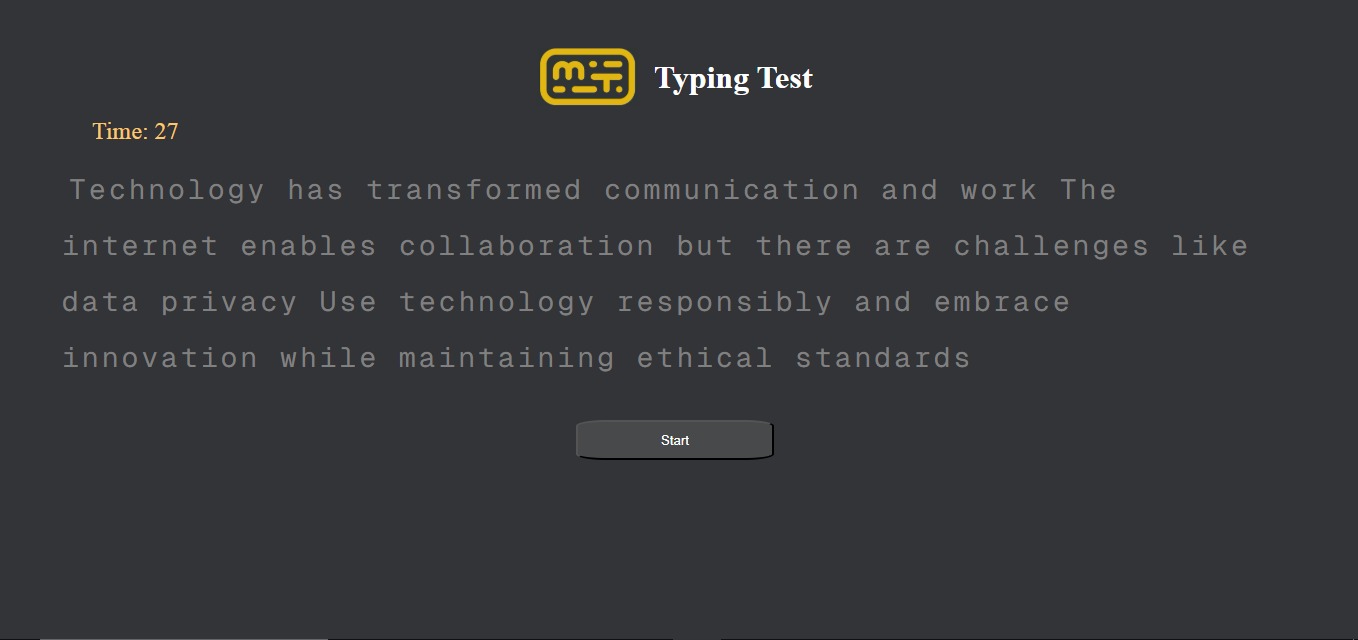 mT.
Typing Test
Time: 27
Technology has transformed communication and work The
internet enables collaboration but there are challenges like
data privacy Use technology responsibly and embrace
innovation while maintaining ethical standards
Start